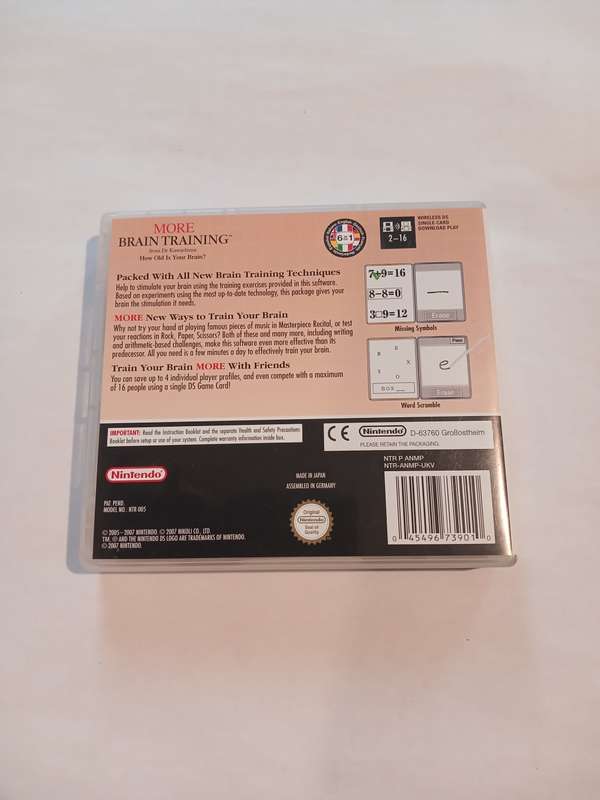 MORE
BRAIN TRAINING™
from Dr Kawashima
How Old Is Your Brain?
6 in 1
WIRELESS DS
SINGLE-CARD
DOWNLOAD PLAY
2-16
Packed With All New Brain Training Techniques
Help to stimulate your brain using the training exercises provided in this software.
Based on experiments using the most up-to-date technology, this package gives your
brain the stimulation it needs.
MORE New Ways to Train Your Brain
Why not try your hand at playing famous pieces of music in Masterpiece Recital, or test
your reactions in Rock, Paper, Scissors? Both of these and many more, including writing
and arithmetic-based challenges, make this software even more effective than its
predecessor. All you need is a few minutes a day to effectively train your brain.
Train Your Brain MORE With Friends
You can save up to 4 individual player profiles, and even compete with a maximum
of 16 people using a single DS Game Card!
7+9=16
8-8=0
3□9=12
Erase
Missing Symbols
R E
B X
Y O
box__
e
Erase
Word Scramble
IMPORTANT: Read the Instruction Booklet and the separate Health and Safety Precautions
Booklet before setup or use of your system. Complete warranty information inside box.
CE Nintendo D-63760 Großostheim
PLEASE RETAIN THE PACKAGING.
Nintendo
MADE IN JAPAN
ASSEMBLED IN GERMANY
NTR P ANMP
NTR-ANMP-UKV
PAT. PEND.
MODEL NO. NTR-005
Original
Nintendo
Seal of
Quality
© 2005–2007 NINTENDO. © 2007 NIKOLI CO., LTD.
TM, ® AND THE NINTENDO DS LOGO ARE TRADEMARKS OF NINTENDO.
© 2007 NINTENDO.
0 45496 73901 0